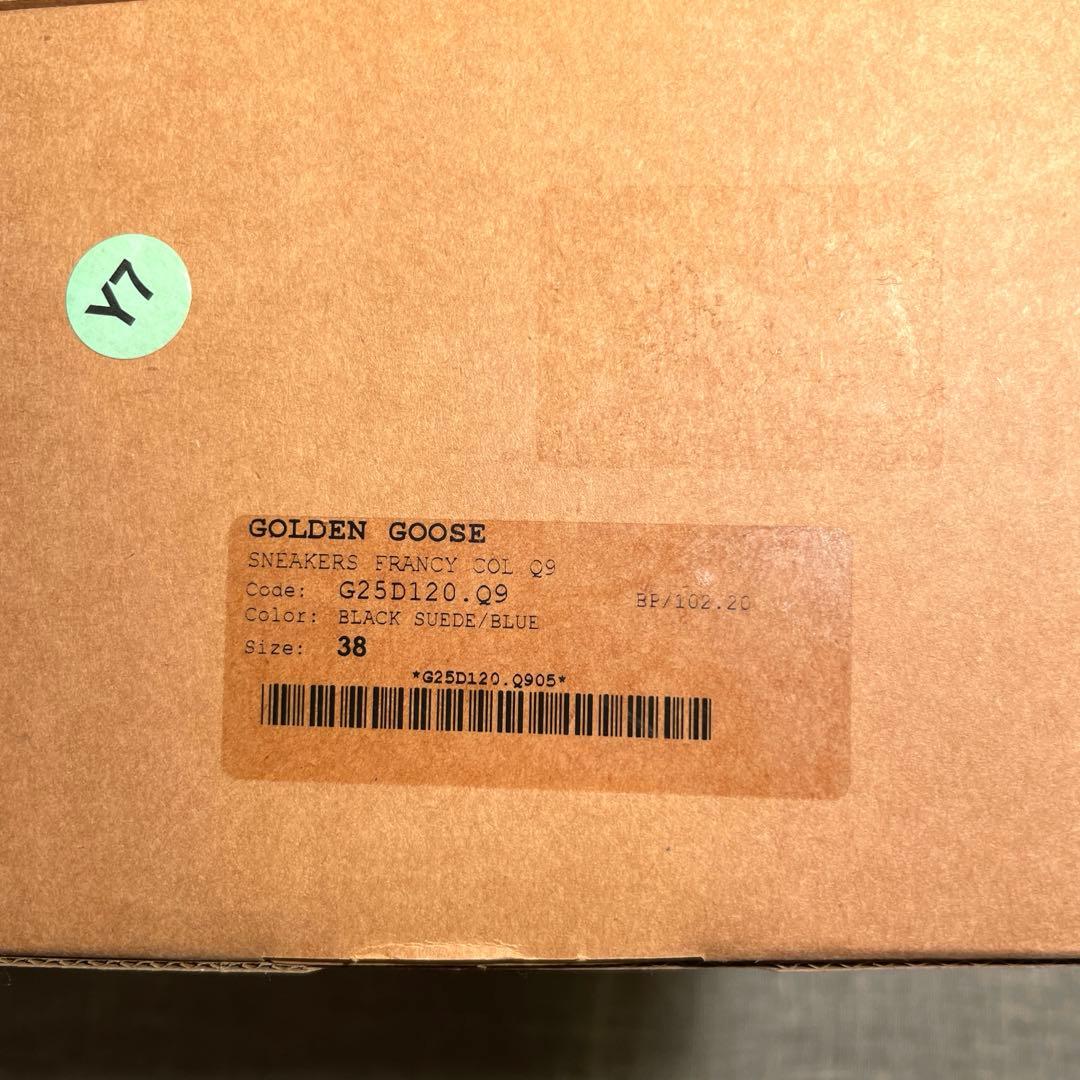 Y7
GOLDEN GOOSE
SNEAKERS FRANCY COL Q9
Code: G25D120.Q9
BP/102.20
Color: BLACK SUEDE/BLUE
Size: 38
*G25D120.Q905*